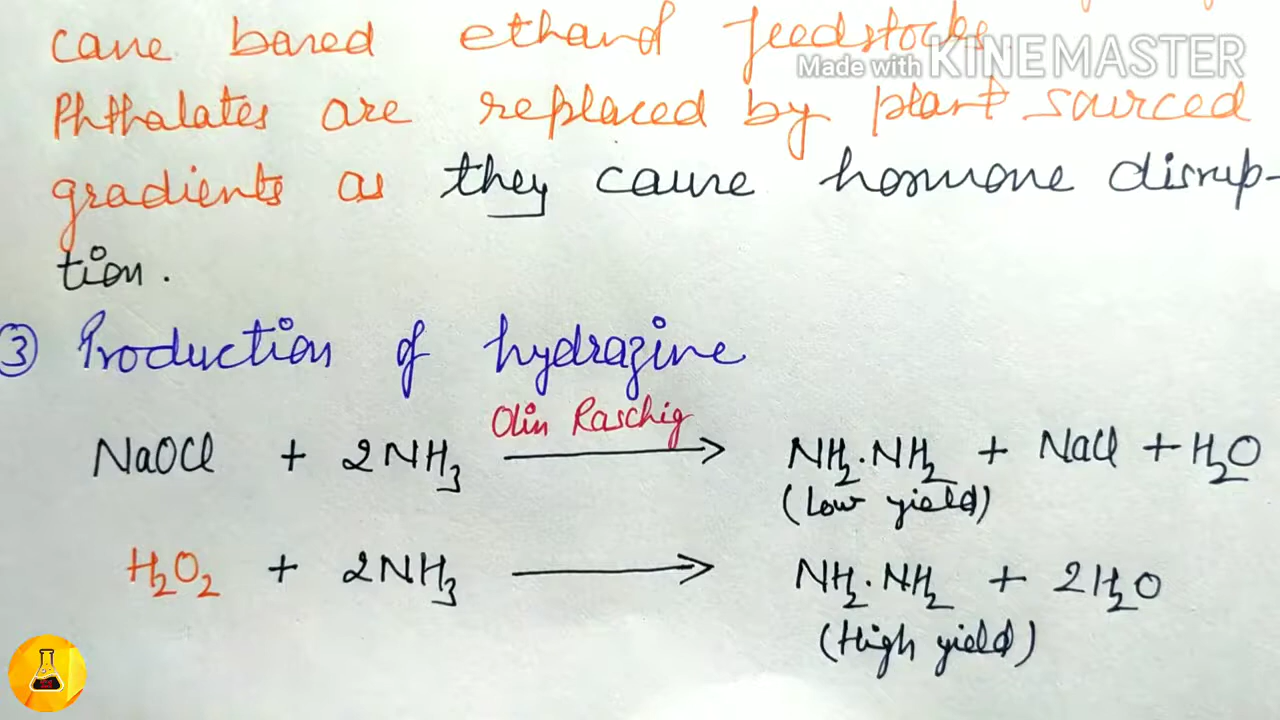 cane based ethanol feedstocks.
Made with KINEMASTER
Phthalates are replaced by plant sourced
gradients as they cause hormone disrup-
tion.
③ Production of hydrazine
Olin Raschig
NaOCl + 2NH₃ ⟶ NH₂.NH₂ + NaCl + H₂O
(Low yield)
H₂O₂ + 2NH₃ ⟶ NH₂.NH₂ + 2H₂O
(High yield)